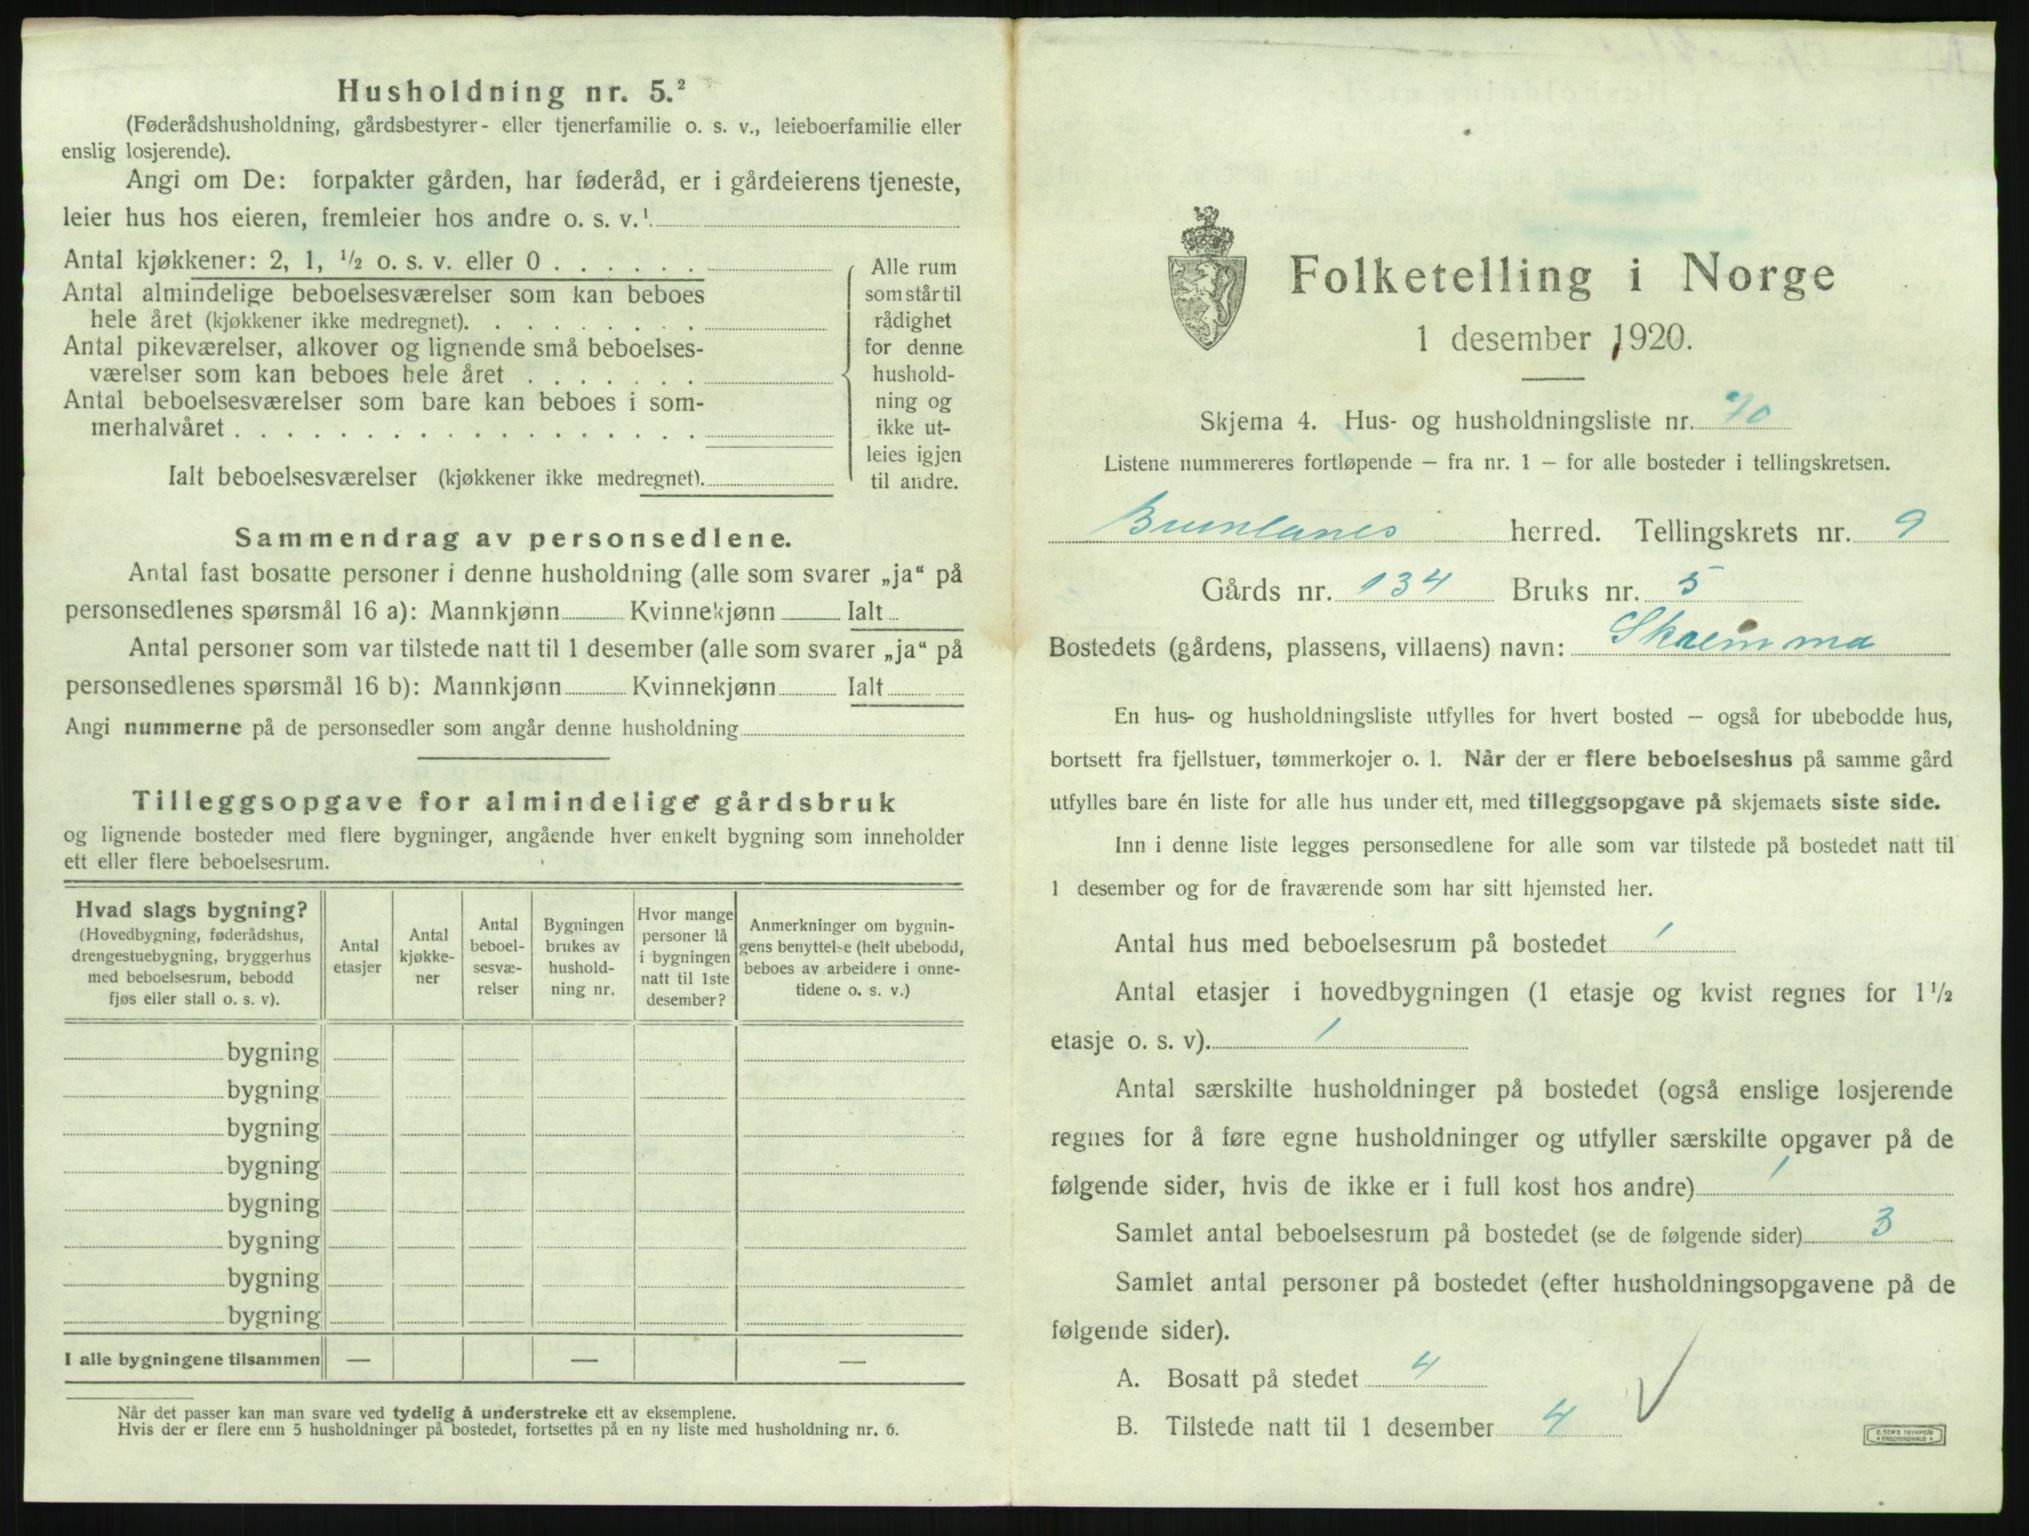 Husholdning nr. 5.²
(Føderådshusholdning, gårdsbestyrer- eller tjenerfamilie o. s. v., leieboerfamilie eller
enslig losjerende).
Angi om De: forpakter gården, har føderåd, er i gårdeierens tjeneste,
leier hus hos eieren, fremleier hos andre o. s. v.¹
Antal kjøkkener: 2, 1, ½ o. s. v. eller 0
Antal almindelige beboelsesværelser som kan beboes
hele året (kjøkkener ikke medregnet).
Antal pikeværelser, alkover og lignende små beboelses-
værelser som kan beboes hele året
Antal beboelsesværelser som bare kan beboes i som-
merhalvåret
Ialt beboelsesværelser (kjøkkener ikke medregnet).
Alle rum
som står til
rådighet
for denne
hushold-
ning og
ikke ut-
leies igjen
til andre.
Sammendrag av personsedlene.
Antal fast bosatte personer i denne husholdning (alle som svarer „ja“ på
personsedlenes spørsmål 16 a): Mannkjønn Kvinnekjønn Ialt
Antal personer som var tilstede natt til 1 desember (alle som svarer „ja“ på
personsedlenes spørsmål 16 b): Mannkjønn Kvinnekjønn Ialt
Angi nummerne på de personsedler som angår denne husholdning
Tilleggsopgave for almindelige gårdsbruk
og lignende bosteder med flere bygninger, angående hver enkelt bygning som inneholder
ett eller flere beboelsesrum.
Hvad slags bygning?
(Hovedbygning, føderådshus,
drengestuebygning, bryggerhus
med beboelsesrum, bebodd
fjøs eller stall o. s. v).
Antal
etasjer
Antal
kjøkke-
ner
Antal
beboel-
sesvæ-
relser
Bygningen
brukes av
hushold-
ning nr.
Hvor mange
personer lå
i bygningen
natt til 1ste
desember?
Anmerkninger om bygnin-
gens benyttelse (helt ubebodd,
beboes av arbeidere i onne-
tidene o. s. v.)
bygning
bygning
bygning
bygning
bygning
bygning
bygning
bygning
I alle bygningene tilsammen — — —
Når det passer kan man svare ved tydelig å understreke ett av eksemplene.
Hvis der er flere enn 5 husholdninger på bostedet, fortsettes på en ny liste med husholdning nr. 6.
Folketelling i Norge
1 desember 1920.
Skjema 4. Hus- og husholdningsliste nr. 70
Listene nummereres fortløpende — fra nr. 1 — for alle bosteder i tellingskretsen.
Brunlanes herred. Tellingskrets nr. 9
Gårds nr. 134 Bruks nr. 5
Bostedets (gårdens, plassens, villaens) navn:
En hus- og husholdningsliste utfylles for hvert bosted — også for ubebodde hus,
bortsett fra fjellstuer, tømmerkojer o. l. Når der er flere beboelseshus på samme gård
utfylles bare én liste for alle hus under ett, med tilleggsopgave på skjemaets siste side.
Inn i denne liste legges personsedlene for alle som var tilstede på bostedet natt til
1 desember og for de fraværende som har sitt hjemsted her.
Antal hus med beboelsesrum på bostedet 1
Antal etasjer i hovedbygningen (1 etasje og kvist regnes for 1½
etasje o. s. v). 1
Antal særskilte husholdninger på bostedet (også enslige losjerende
regnes for å føre egne husholdninger og utfyller særskilte opgaver på de
følgende sider, hvis de ikke er i full kost hos andre) 1
Samlet antal beboelsesrum på bostedet (se de følgende sider) 3
Samlet antal personer på bostedet (efter husholdningsopgavene på de
følgende sider).
A. Bosatt på stedet 4
B. Tilstede natt til 1 desember 4